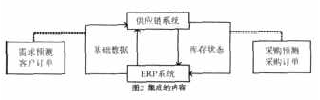 供应链系统
需求预测
客户订单
基础数据
库存状态
采购预测
采购订单
ERP系统
图2 集成的内容